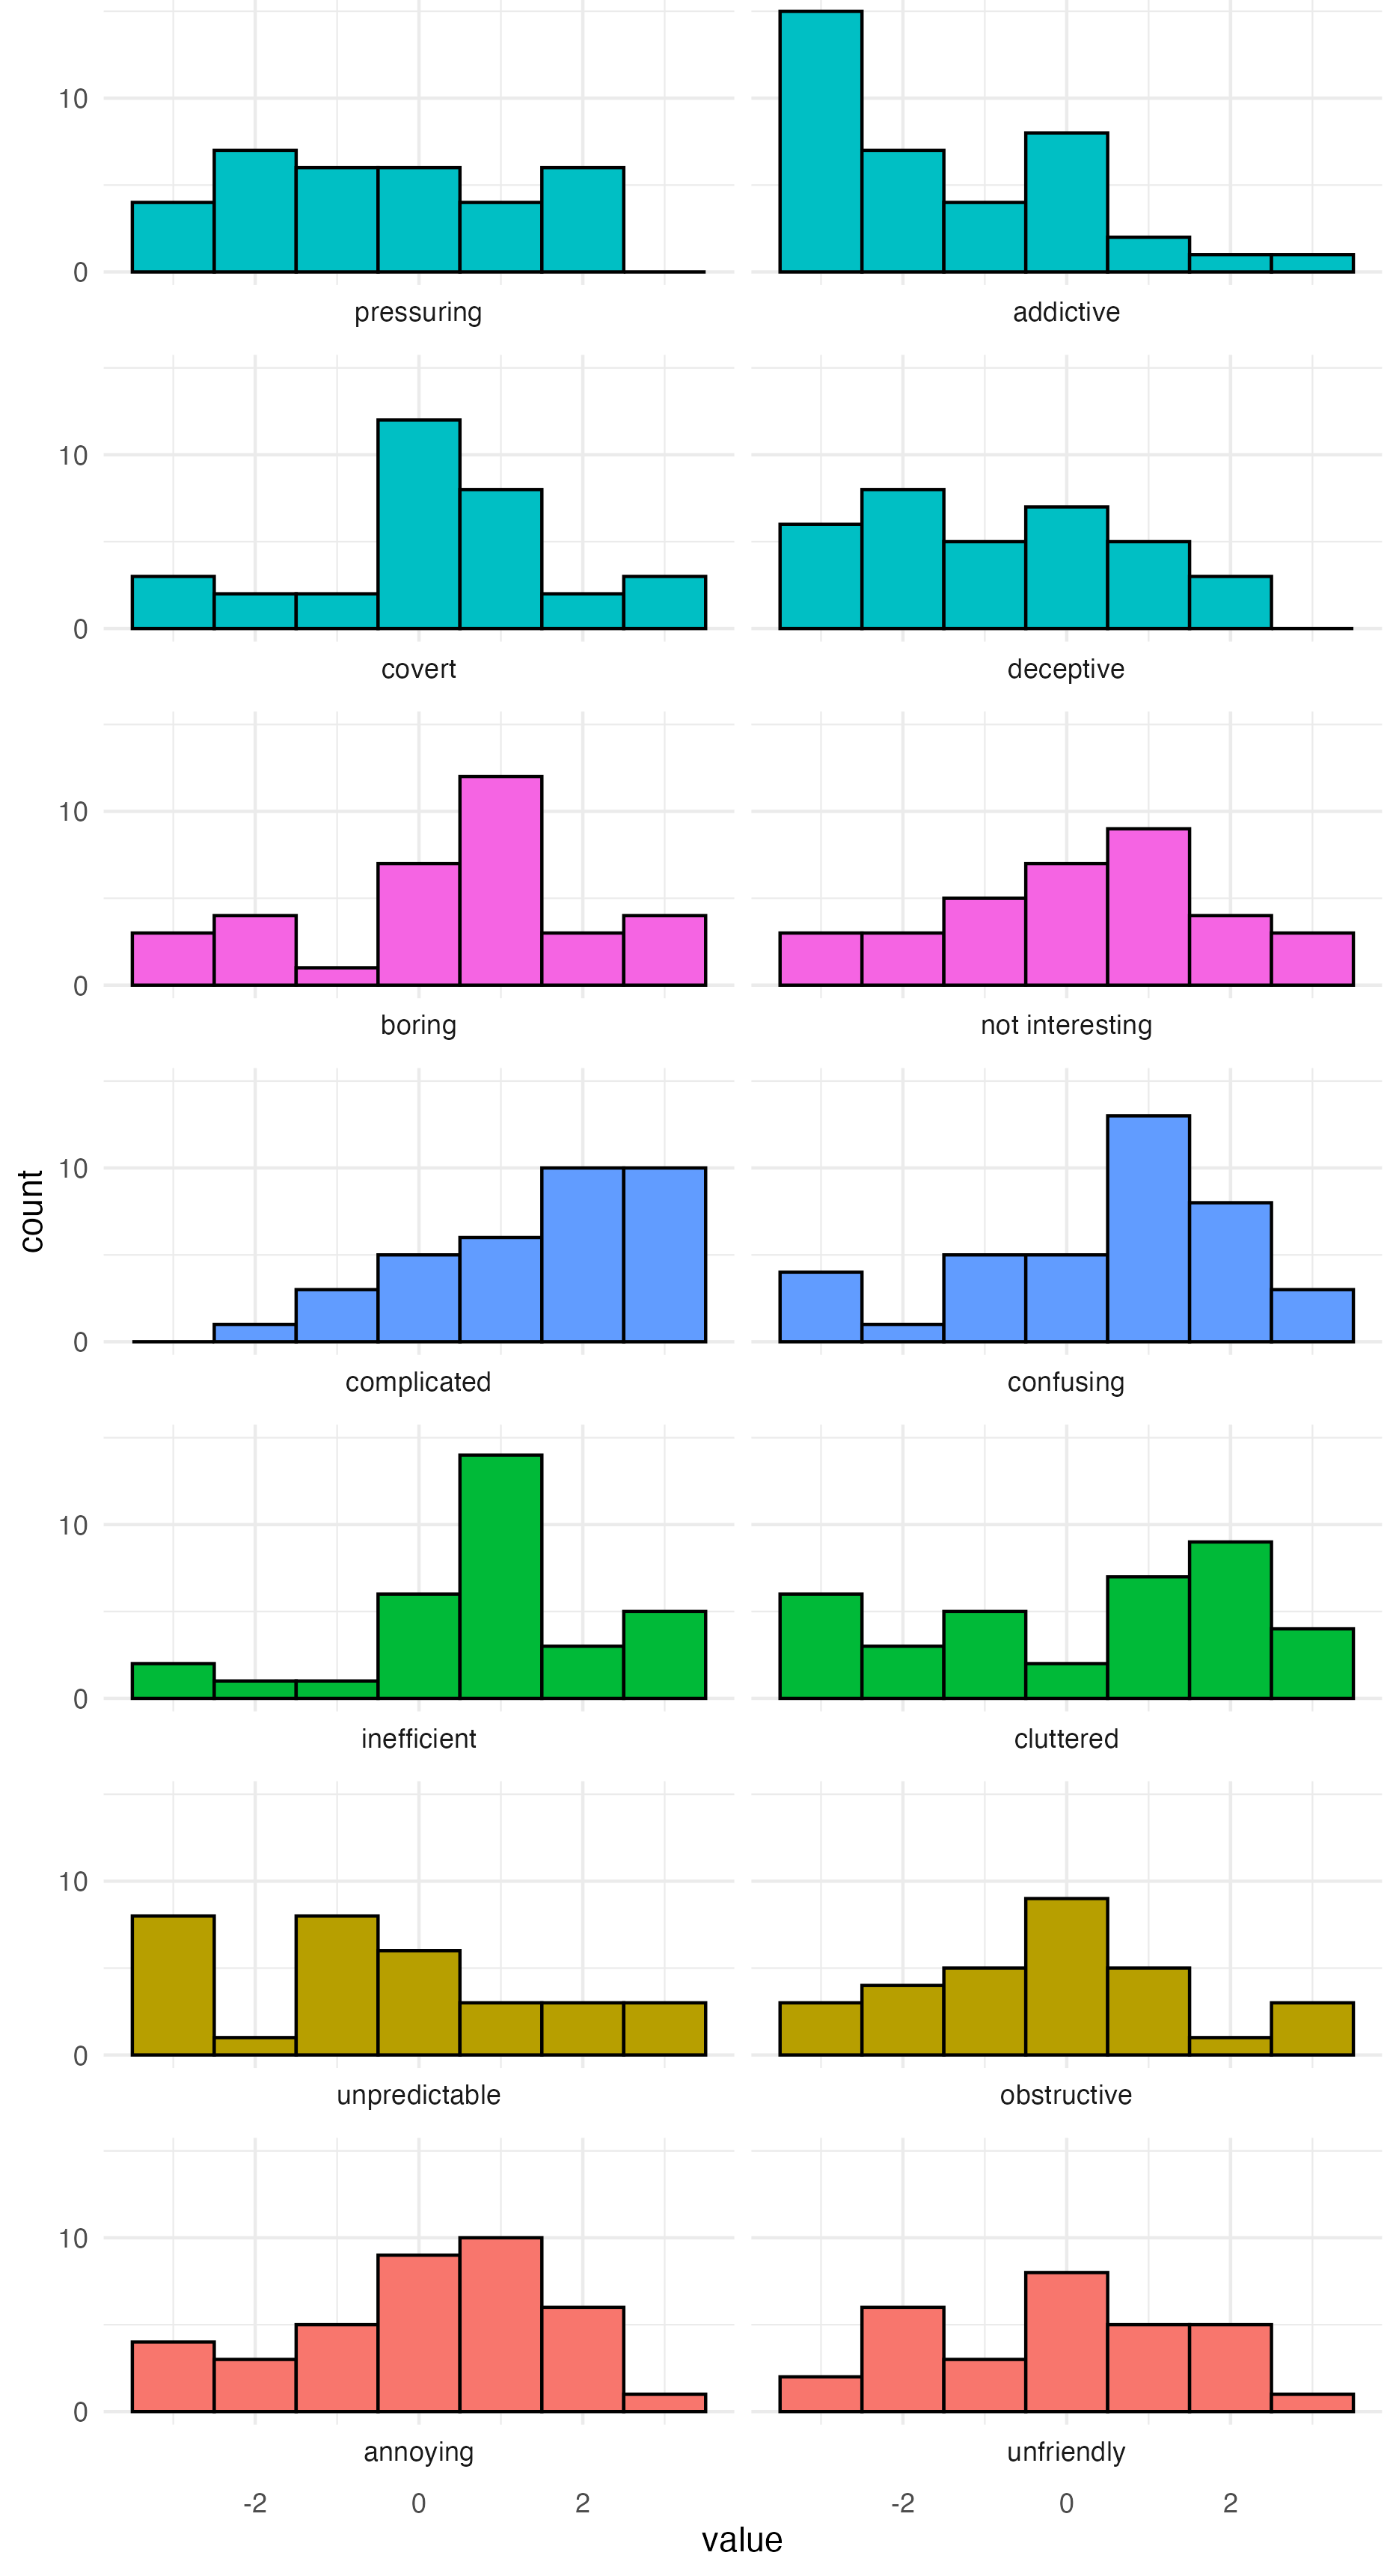 10
0
pressuring
addictive
10
0
covert
deceptive
10
0
boring
not interesting
count
10
0
complicated
confusing
10
0
inefficient
cluttered
10
0
unpredictable
obstructive
10
0
annoying
unfriendly
-2 0 2 -2 0 2
value